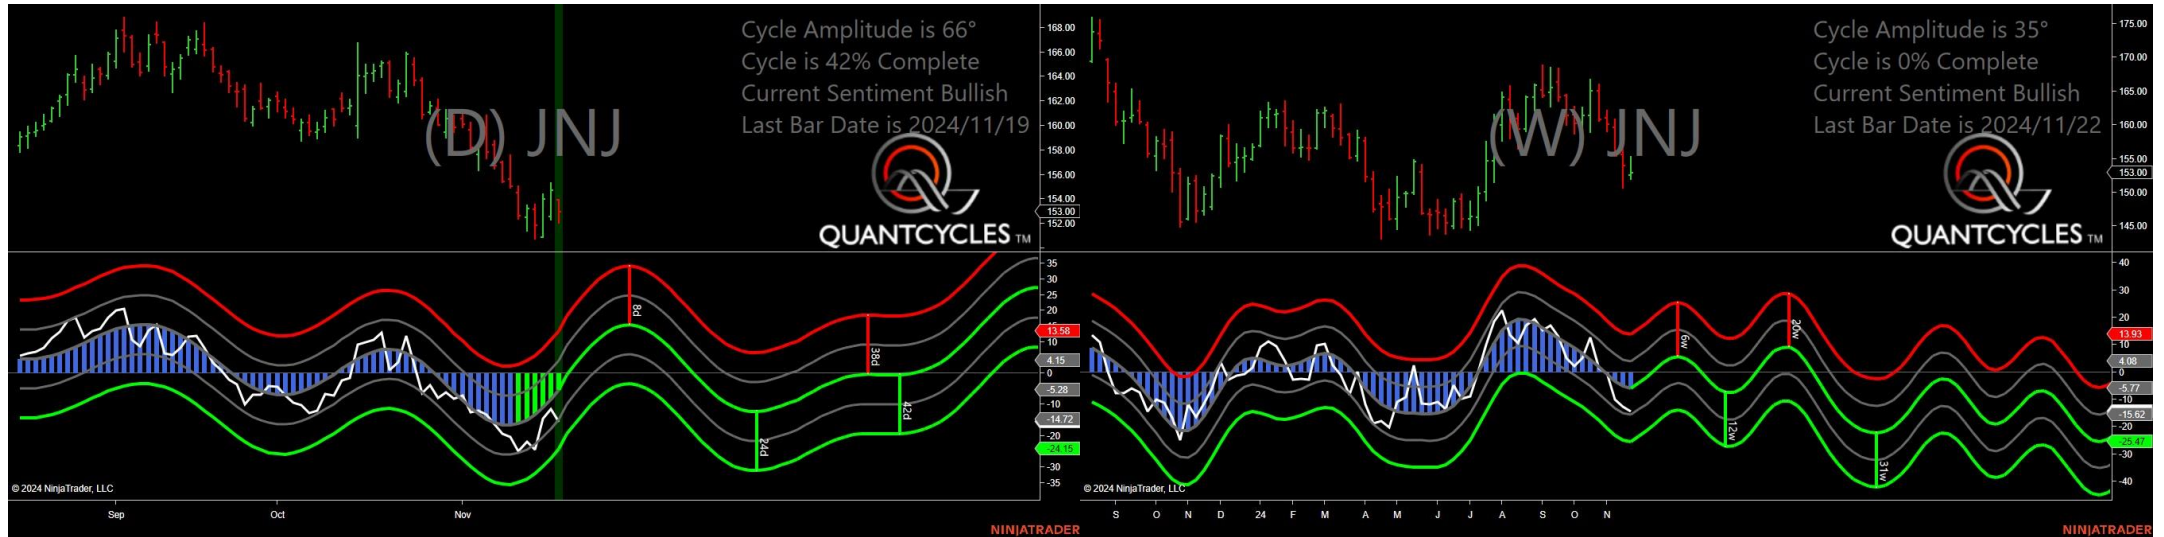 Cycle Amplitude is 66°
Cycle is 42% Complete
Current Sentiment Bullish
Last Bar Date is 2024/11/19
(D) JNJ
QUANTCYCLES TM
168.00
166.00
164.00
162.00
160.00
158.00
156.00
154.00
153.00
152.00
35
30
25
20
13.58
10
4.15
0
-5.28
-10
-14.72
-20
-24.15
-30
-35
8d
24d
38d
42d
© 2024 NinjaTrader, LLC
Sep
Oct
Nov
NINJATRADER
Cycle Amplitude is 35°
Cycle is 0% Complete
Current Sentiment Bullish
Last Bar Date is 2024/11/22
(W) JNJ
QUANTCYCLES TM
175.00
170.00
165.00
160.00
155.00
153.00
150.00
145.00
40
30
20
13.93
4.08
0
-5.77
-10
-15.62
-20
-25.47
-30
-40
6w
12w
20w
31w
© 2024 NinjaTrader, LLC
S O N D 24 F M A M J J A S O N
NINJATRADER